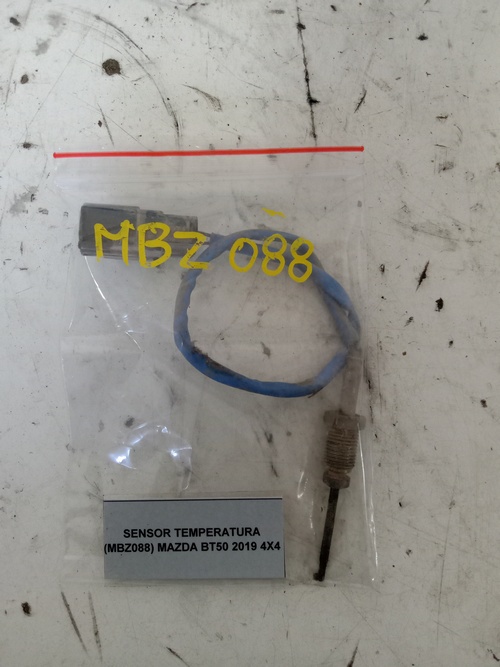 MBZ 088
SENSOR TEMPERATURA
(MBZ088) MAZDA BT50 2019 4X4